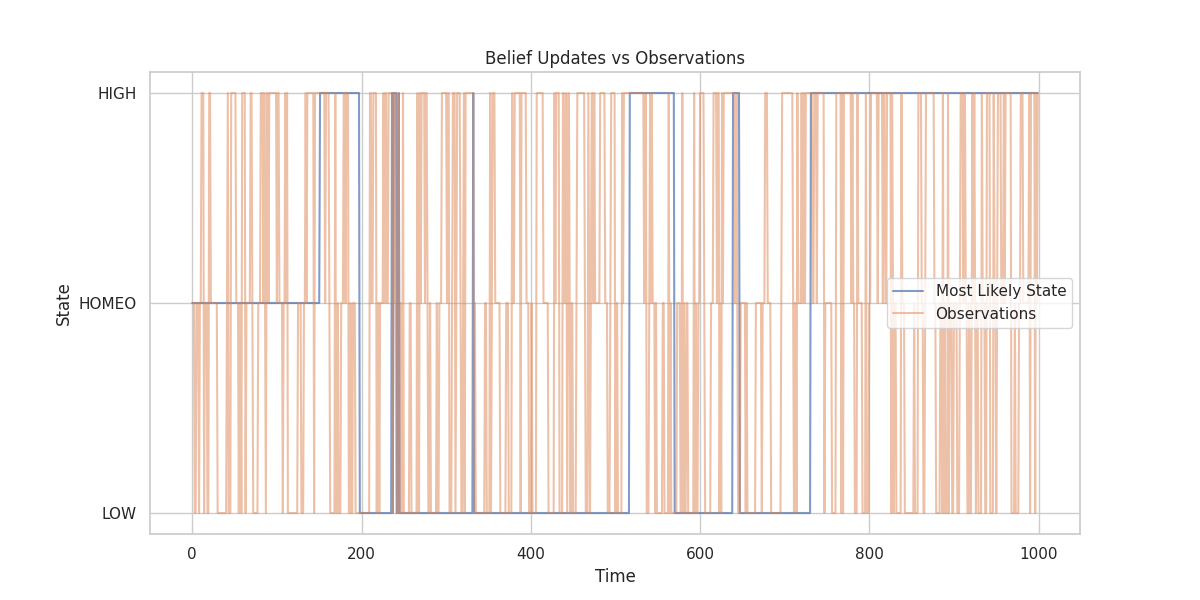 Belief Updates vs Observations
HIGH
HOMEO
LOW
State
Most Likely State
Observations
0
200
400
600
800
1000
Time